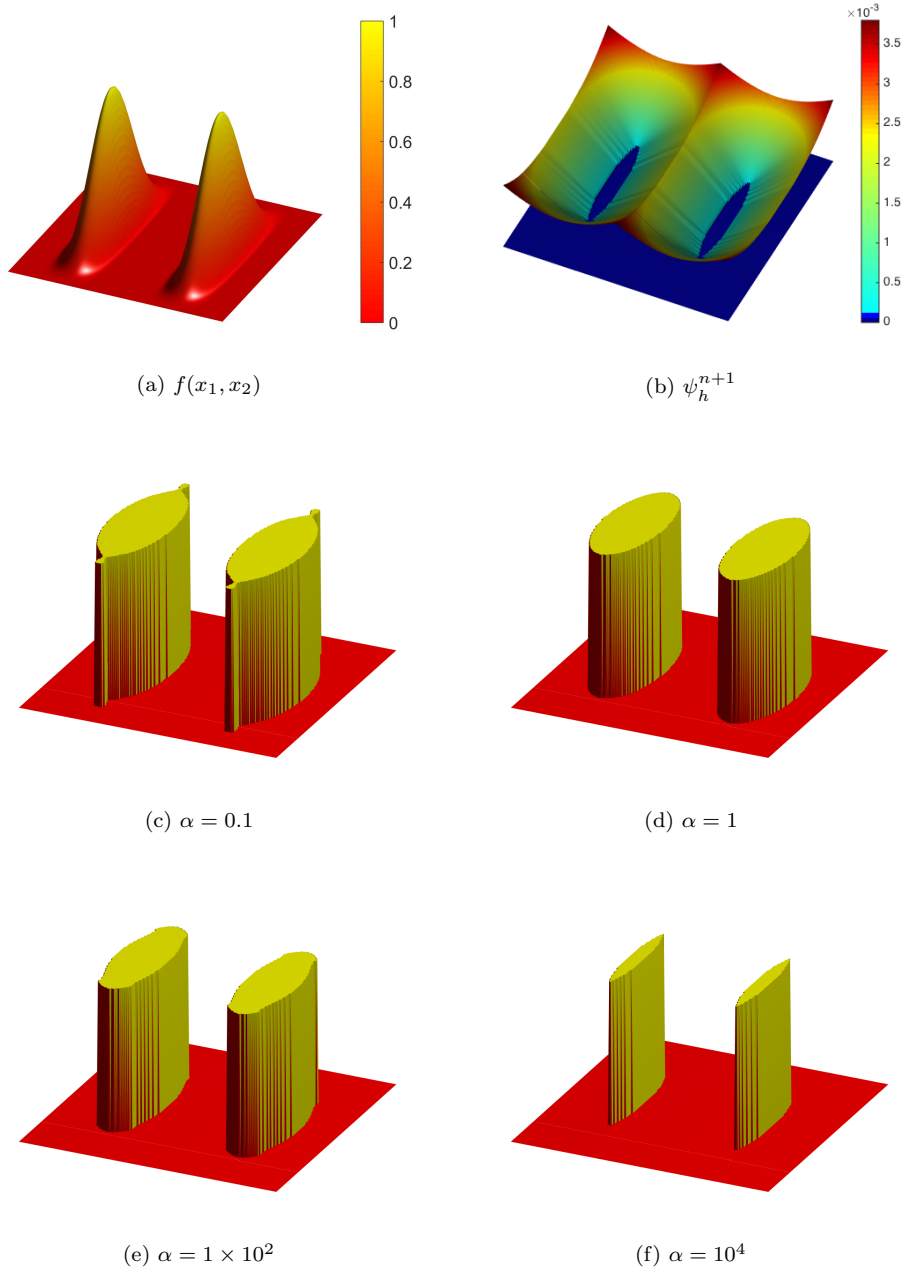 1
0.8
0.6
0.4
0.2
0
(a) f(x₁, x₂)
×10⁻³
3.5
3
2.5
2
1.5
1
0.5
0
(b) ψₕⁿ⁺¹
(c) α = 0.1
(d) α = 1
(e) α = 1 × 10²
(f) α = 10⁴